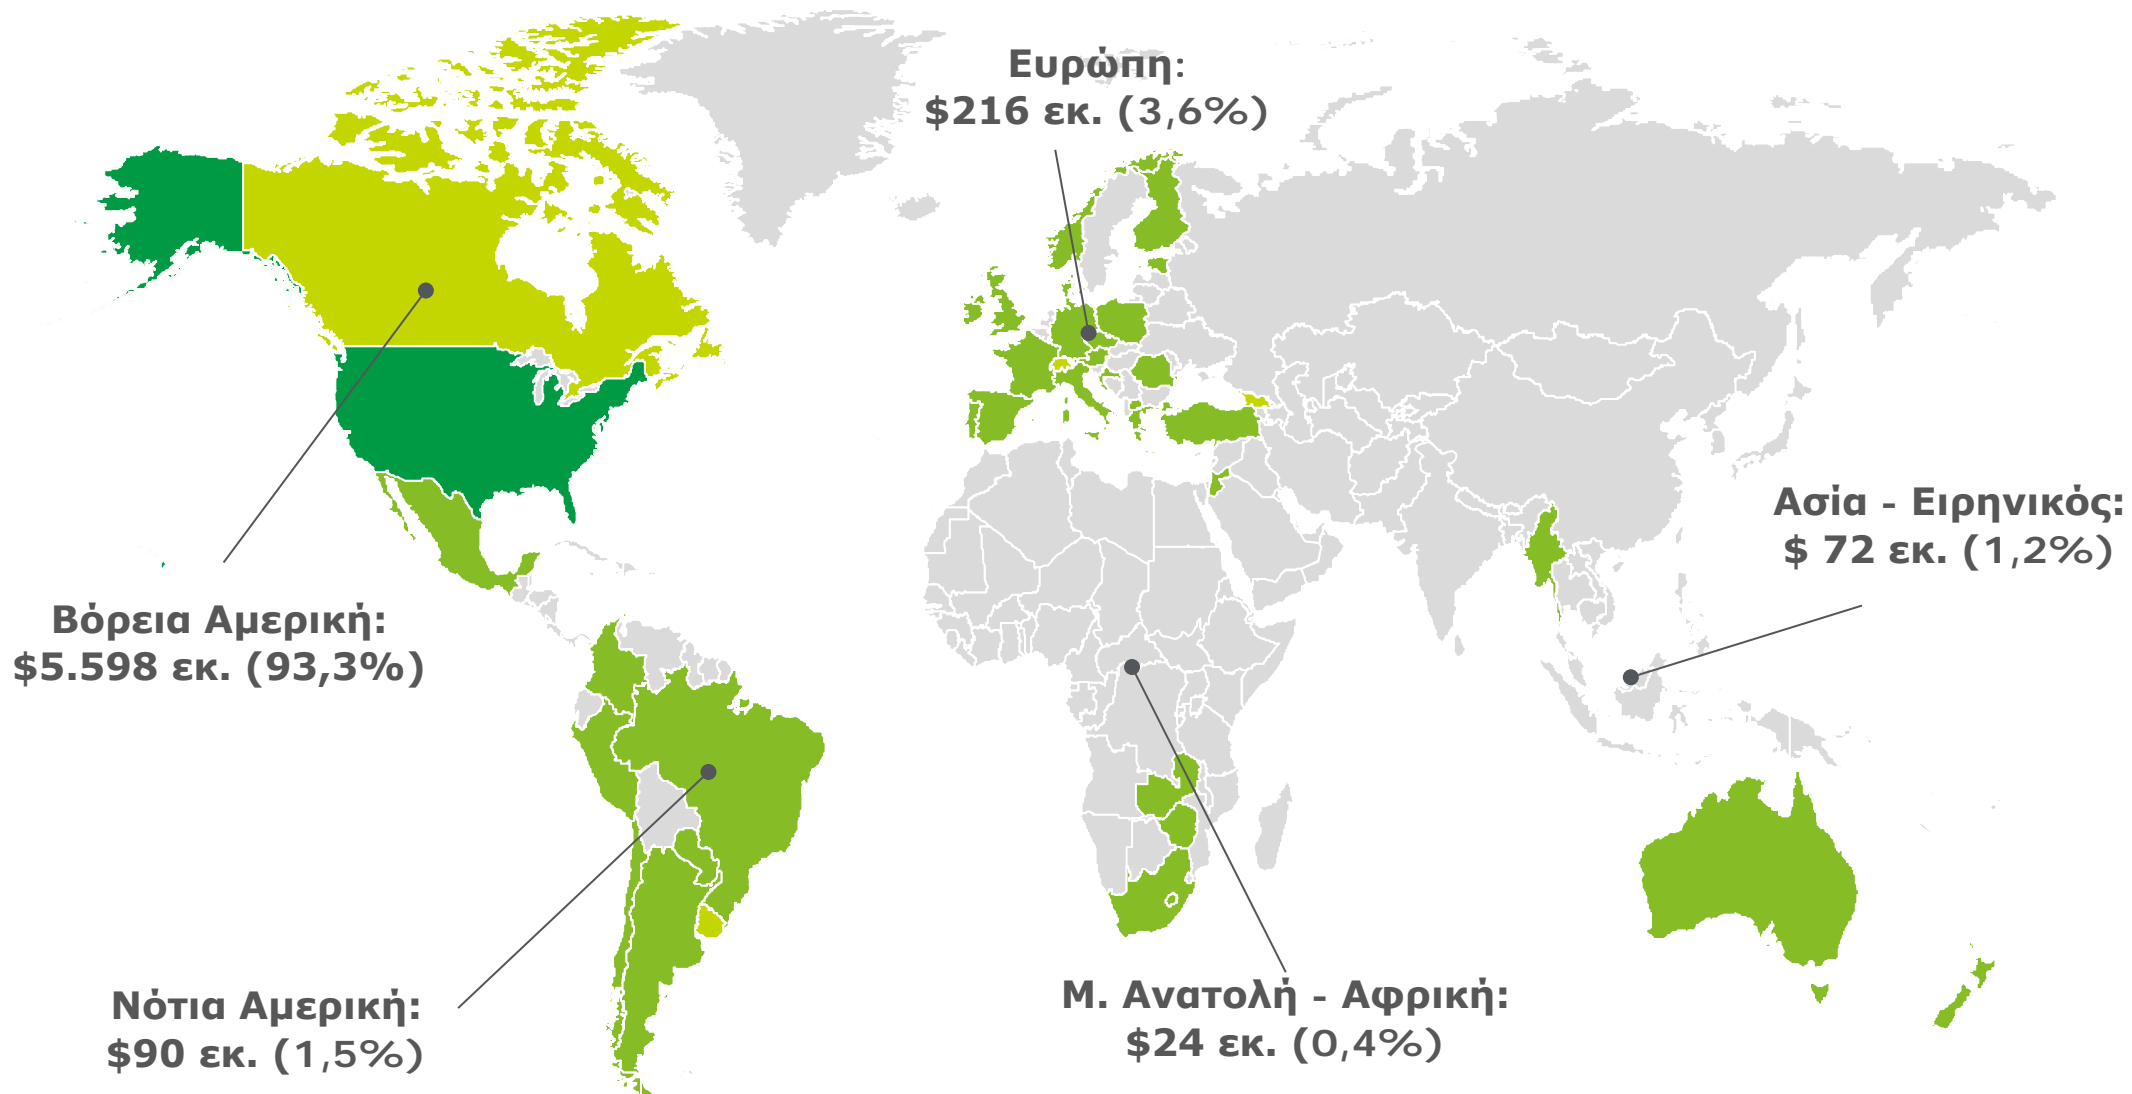 Ευρώπη:
$216 εκ. (3,6%)
Ασία - Ειρηνικός:
$ 72 εκ. (1,2%)
Βόρεια Αμερική:
$5.598 εκ. (93,3%)
Νότια Αμερική:
$90 εκ. (1,5%)
Μ. Ανατολή - Αφρική:
$24 εκ. (0,4%)